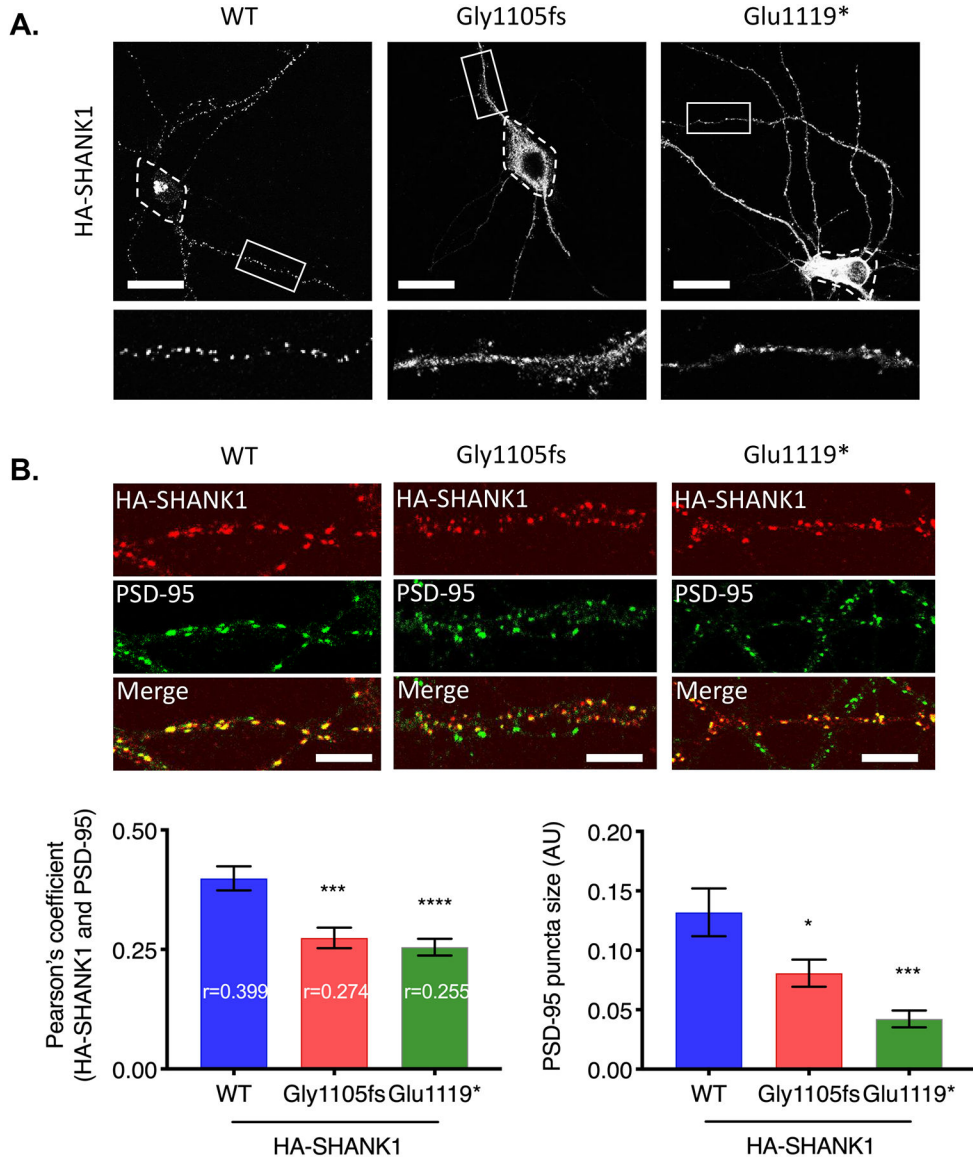 A.
WT Gly1105fs Glu1119*
HA-SHANK1
B.
WT Gly1105fs Glu1119*
HA-SHANK1 HA-SHANK1 HA-SHANK1
PSD-95 PSD-95 PSD-95
Merge Merge Merge
Pearson's coefficient
(HA-SHANK1 and PSD-95)
0.50
0.25
0.00
*** ****
r=0.399 r=0.274 r=0.255
WT Gly1105fs Glu1119*
HA-SHANK1
PSD-95 puncta size (AU)
0.20
0.15
0.10
0.05
0.00
* ***
WT Gly1105fs Glu1119*
HA-SHANK1